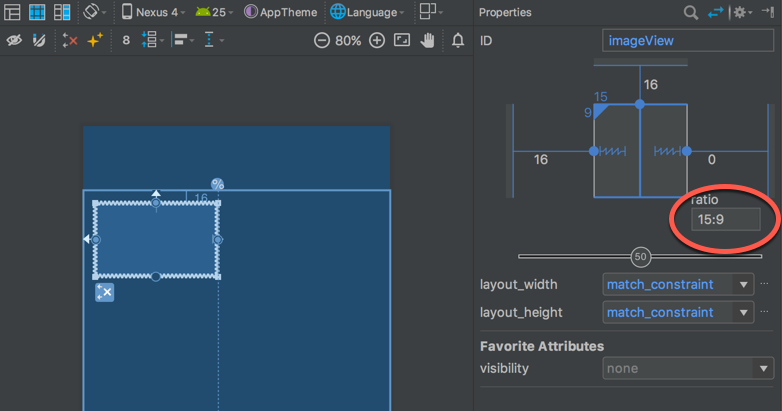 Nexus 4 25 AppTheme Language Properties
8 80% ID imageView
15 16
9
16 0
ratio
15:9
% 16
50
layout_width match_constraint ...
layout_height match_constraint ...
Favorite Attributes
visibility none